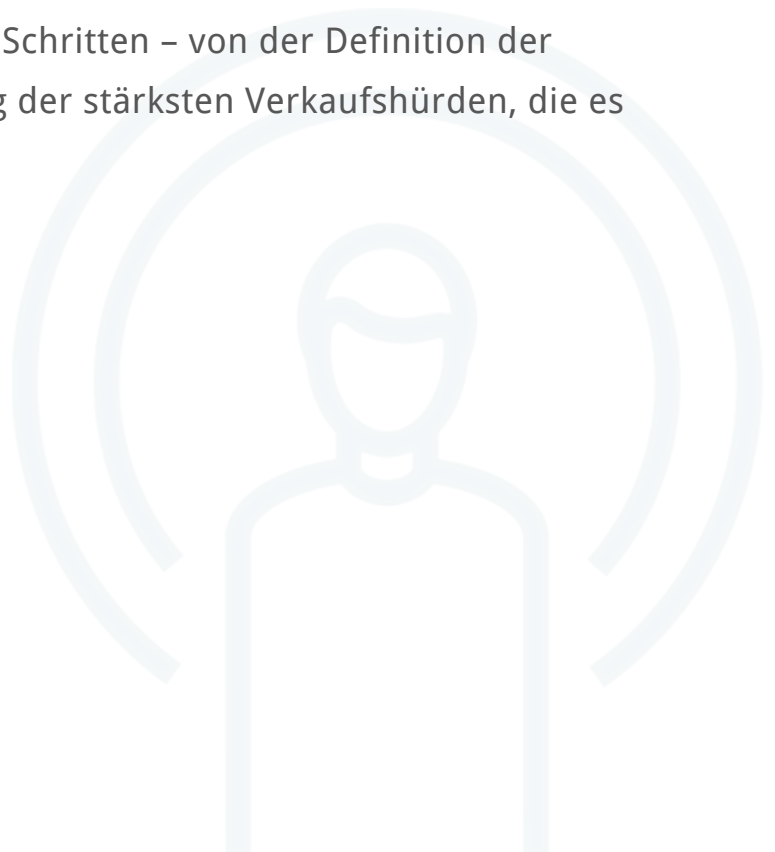 Schritten – von der Definition der
g der stärksten Verkaufshürden, die es